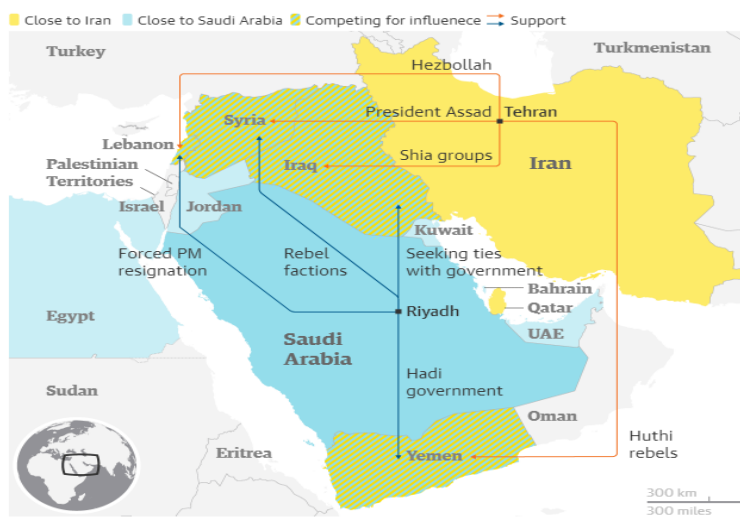 Close to Iran Close to Saudi Arabia Competing for influenece Support
Turkey
Turkmenistan
Hezbollah
Syria
President Assad
Tehran
Lebanon
Iraq
Shia groups
Iran
Palestinian
Territories
Israel
Jordan
Kuwait
Forced PM
resignation
Rebel
factions
Seeking ties
with government
Bahrain
Qatar
Egypt
Riyadh
UAE
Saudi
Arabia
Hadi
government
Sudan
Oman
Eritrea
Yemen
Huthi
rebels
300 km
300 miles